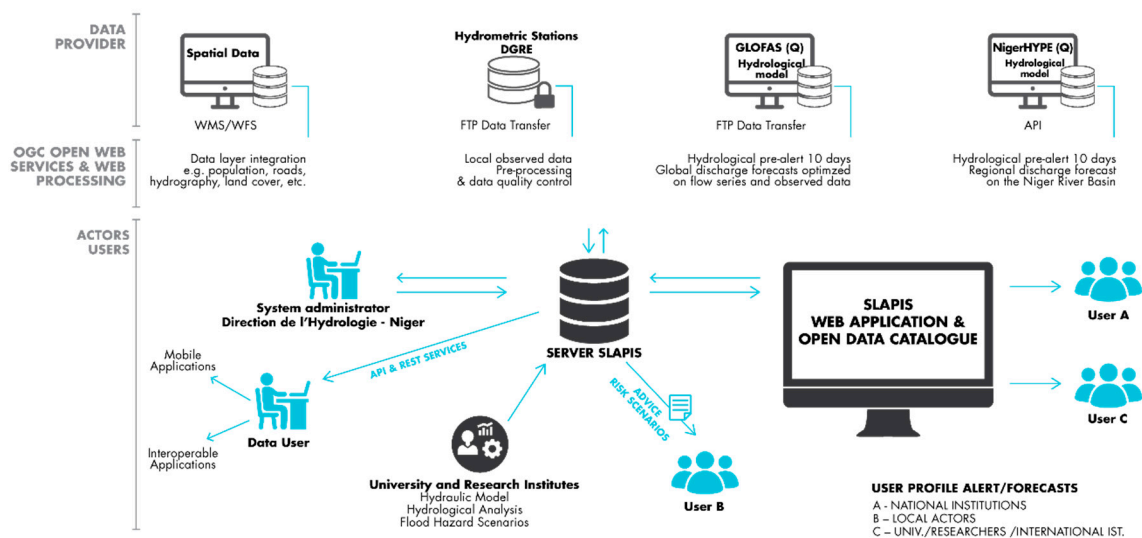 DATA
PROVIDER
Spatial Data
WMS/WFS
Hydrometric Stations
DGRE
FTP Data Transfer
GLOFAS (Q)
Hydrological
model
FTP Data Transfer
NigerHYPE (Q)
Hydrological
model
API
OGC OPEN WEB
SERVICES & WEB
PROCESSING
Data layer integration
e.g. population, roads,
hydrography, land cover, etc.
Local observed data
Pre-processing
& data quality control
Hydrological pre-alert 10 days
Global discharge forecasts optimzed
on flow series and observed data
Hydrological pre-alert 10 days
Regional discharge forecast
on the Niger River Basin
ACTORS
USERS
System administrator
Direction de l'Hydrologie - Niger
SERVER SLAPIS
SLAPIS
WEB APPLICATION &
OPEN DATA CATALOGUE
User A
User C
API & REST SERVICES
Mobile
Applications
Data User
Interoperable
Applications
ADVICE
RISK SCENARIOS
University and Research Institutes
Hydraulic Model
Hydrological Analysis
Flood Hazard Scenarios
User B
USER PROFILE ALERT/FORECASTS
A - NATIONAL INSTITUTIONS
B – LOCAL ACTORS
C – UNIV./RESEARCHERS /INTERNATIONAL IST.